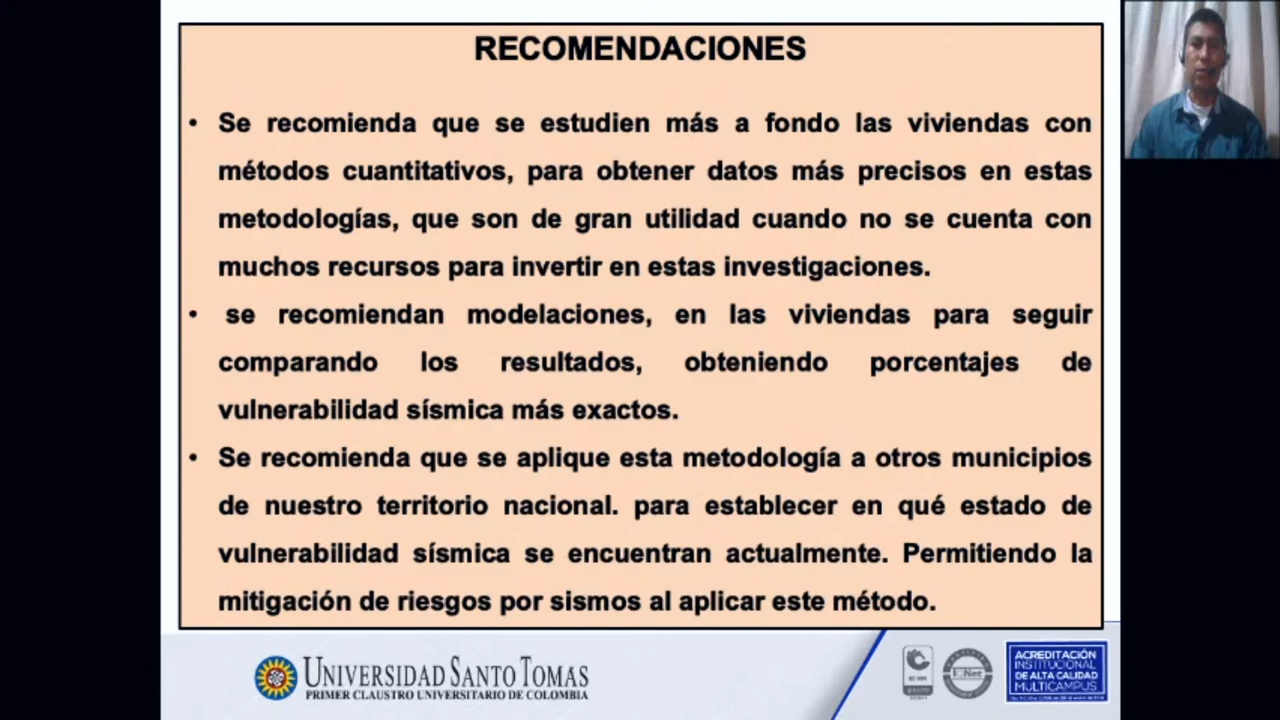 RECOMENDACIONES
• Se recomienda que se estudien más a fondo las viviendas con
métodos cuantitativos, para obtener datos más precisos en estas
metodologías, que son de gran utilidad cuando no se cuenta con
muchos recursos para invertir en estas investigaciones.
• se recomiendan modelaciones, en las viviendas para seguir
comparando los resultados, obteniendo porcentajes de
vulnerabilidad sísmica más exactos.
• Se recomienda que se aplique esta metodología a otros municipios
de nuestro territorio nacional. para establecer en qué estado de
vulnerabilidad sísmica se encuentran actualmente. Permitiendo la
mitigación de riesgos por sismos al aplicar este método.
UNIVERSIDAD SANTO TOMAS
PRIMER CLAUSTRO UNIVERSITARIO DE COLOMBIA
ACREDITACIÓN
INSTITUCIONAL
DE ALTA CALIDAD
MULTICAMPUS